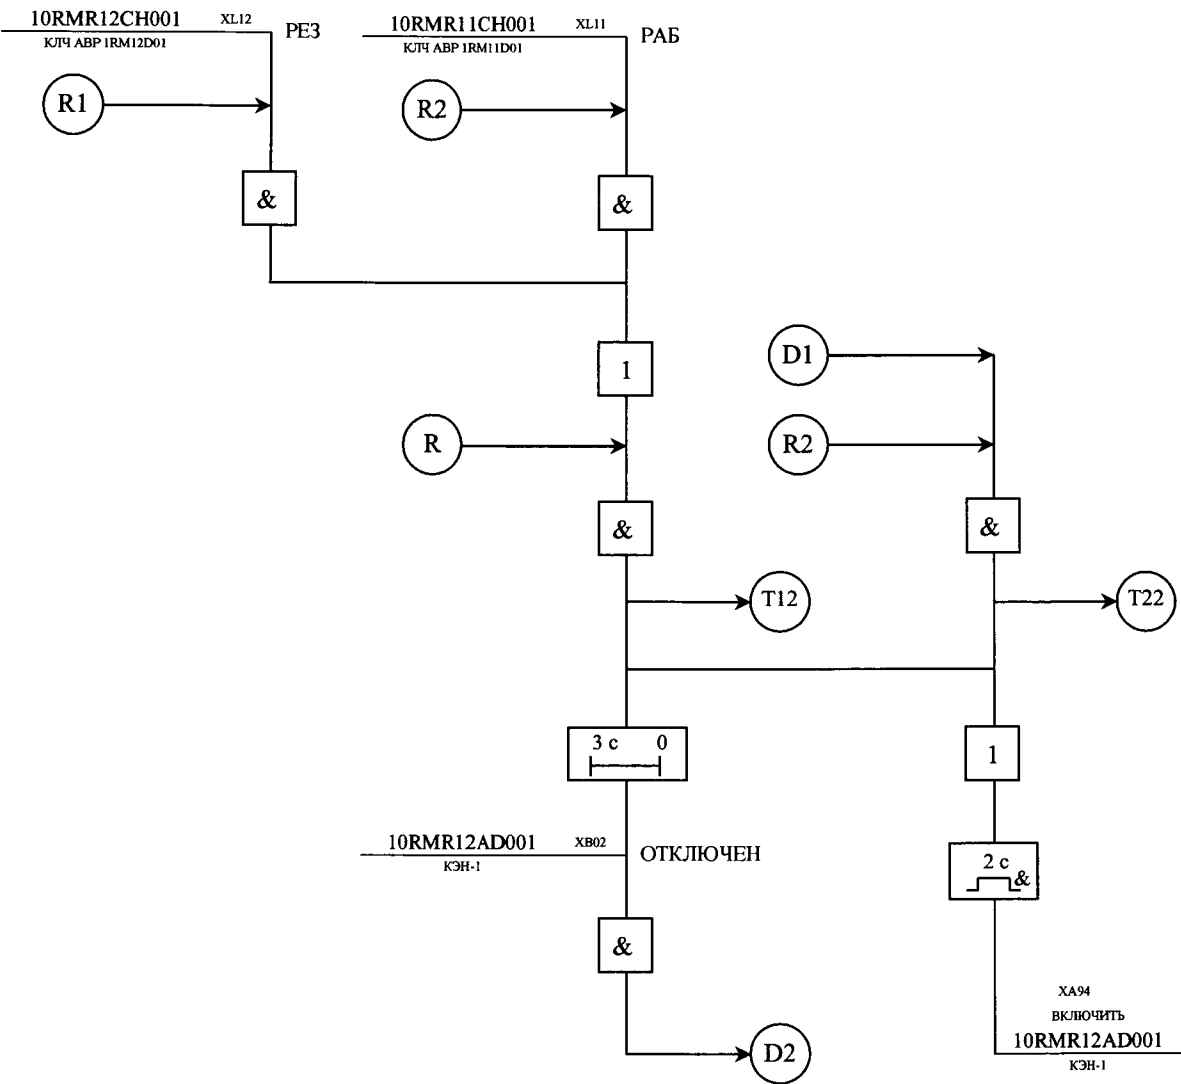 10RMR12CH001 XL12 РЕЗ
КЛЧ АВР 1RM12D01
10RMR11CH001 XL11 РАБ
КЛЧ АВР 1RM11D01
R1
R2
&
&
1
D1
R
R2
&
&
T12
T22
3 с 0
1
10RMR12AD001 XB02 ОТКЛЮЧЕН
КЭН-1
2 с
&
&
XA94
ВКЛЮЧИТЬ
10RMR12AD001
КЭН-1
D2